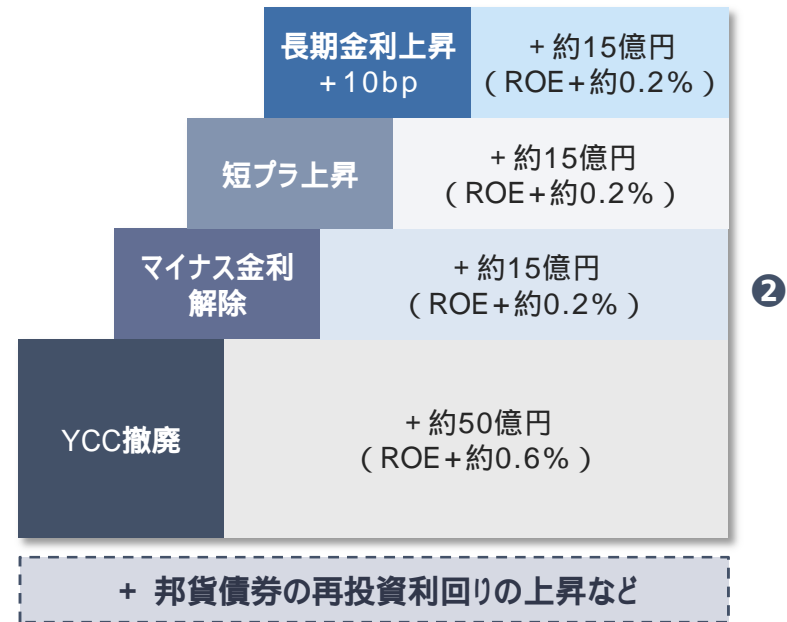 長期金利上昇
+10bp
+約15億円
(ROE+約0.2%)
短プラ上昇
+約15億円
(ROE+約0.2%)
マイナス金利
解除
+約15億円
(ROE+約0.2%)
❷
YCC撤廃
+約50億円
(ROE+約0.6%)
+ 邦貨債券の再投資利回りの上昇など